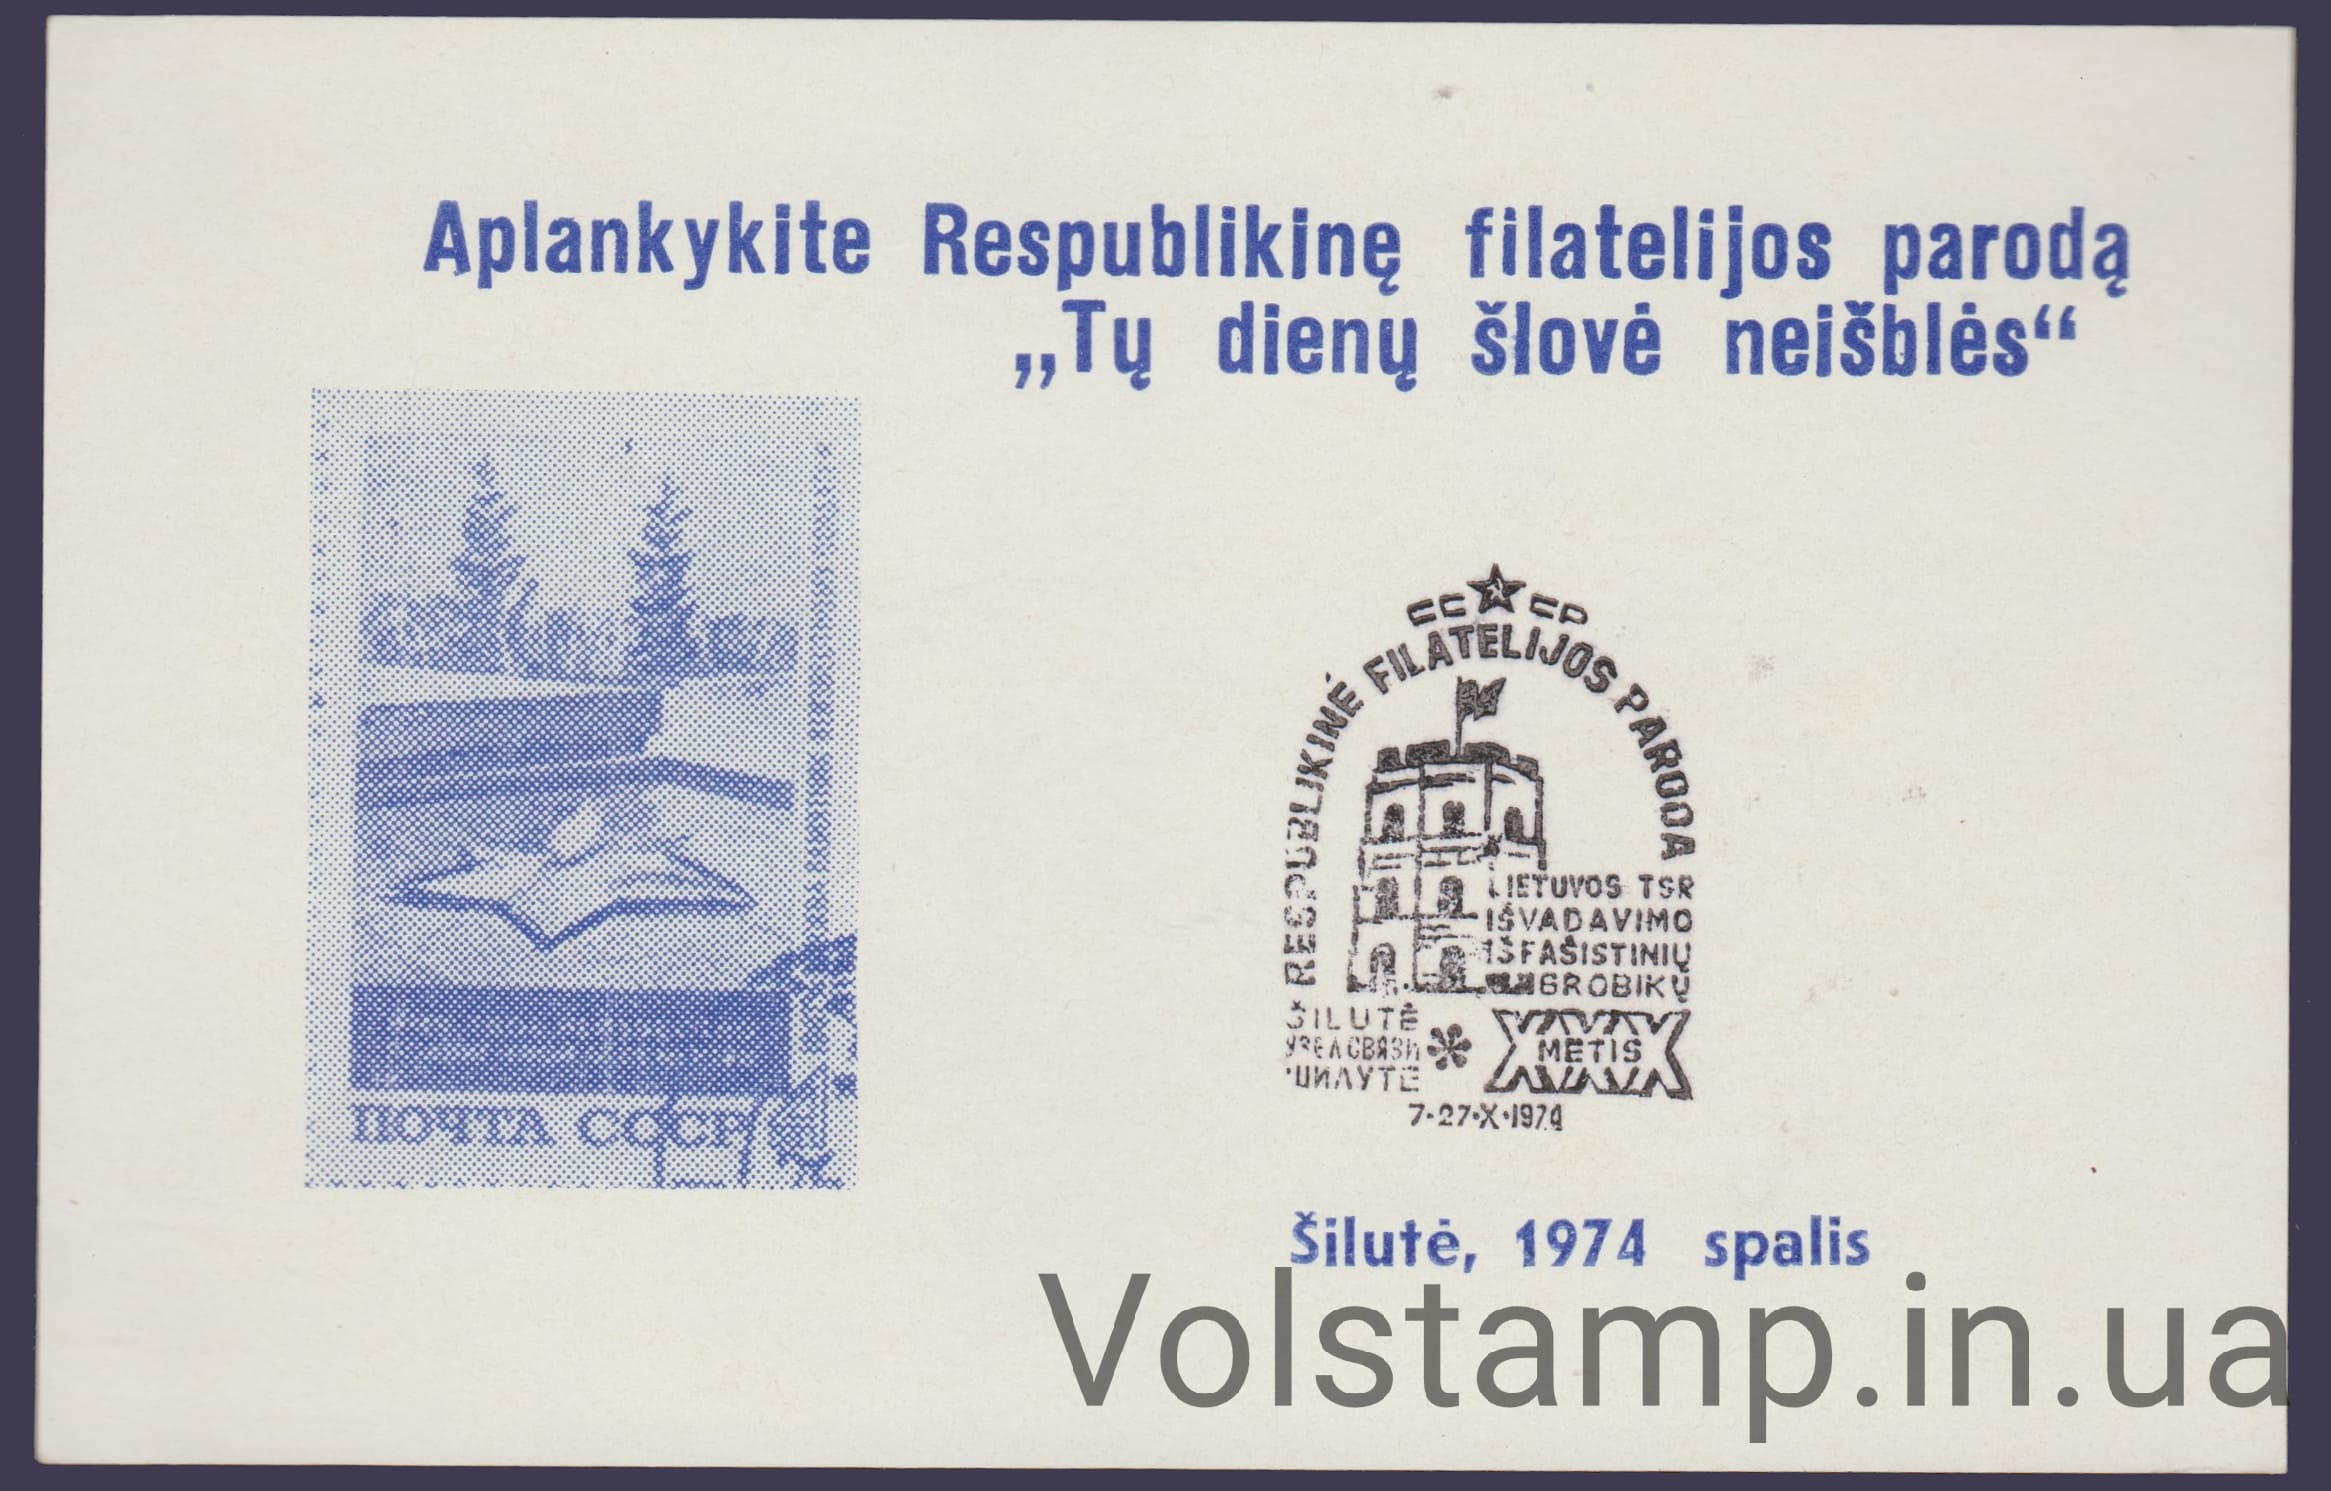 Aplankykite Respublikinę filatelijos parodą
„Tų dienų šlovė neišblės“
ПОЧТА СССР
СССР
RESPUBLIKINĖ FILATELIJOS PARODA
LIETUVOS TSR
IŠVADAVIMO
IŠ FAŠISTINIŲ
GROBIKŲ
XXX
METIS
ŠILUTĖ
УЗЕЛ СВЯЗИ
ШИЛУТЕ
7-27·X·1974
Šilutė, 1974 spalis
Volstamp.in.ua